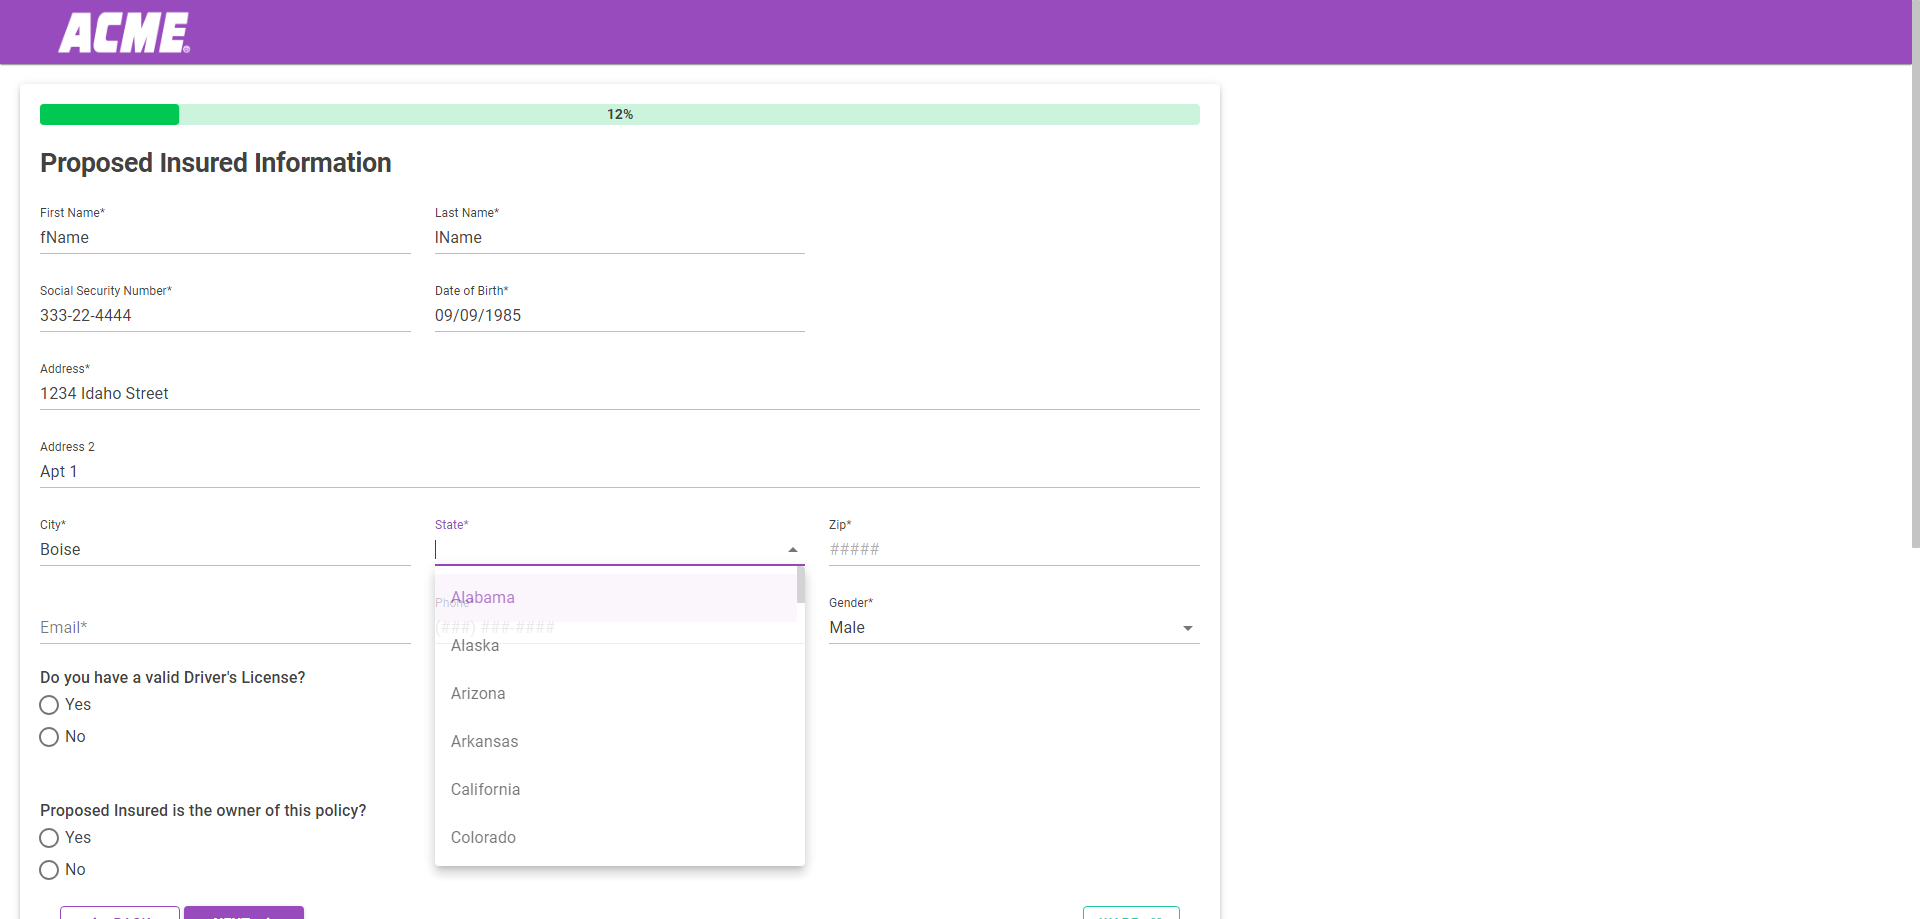 ACME®
12%
Proposed Insured Information
First Name* Last Name*
fName lName
Social Security Number* Date of Birth*
333-22-4444 09/09/1985
Address*
1234 Idaho Street
Address 2
Apt 1
City* State* Zip*
Boise #####
Alabama
Phone* Gender*
Email* (###) ###-#### Male
Alaska
Do you have a valid Driver's License?
Arizona
Yes
No
Arkansas
California
Proposed Insured is the owner of this policy?
Yes
Colorado
No